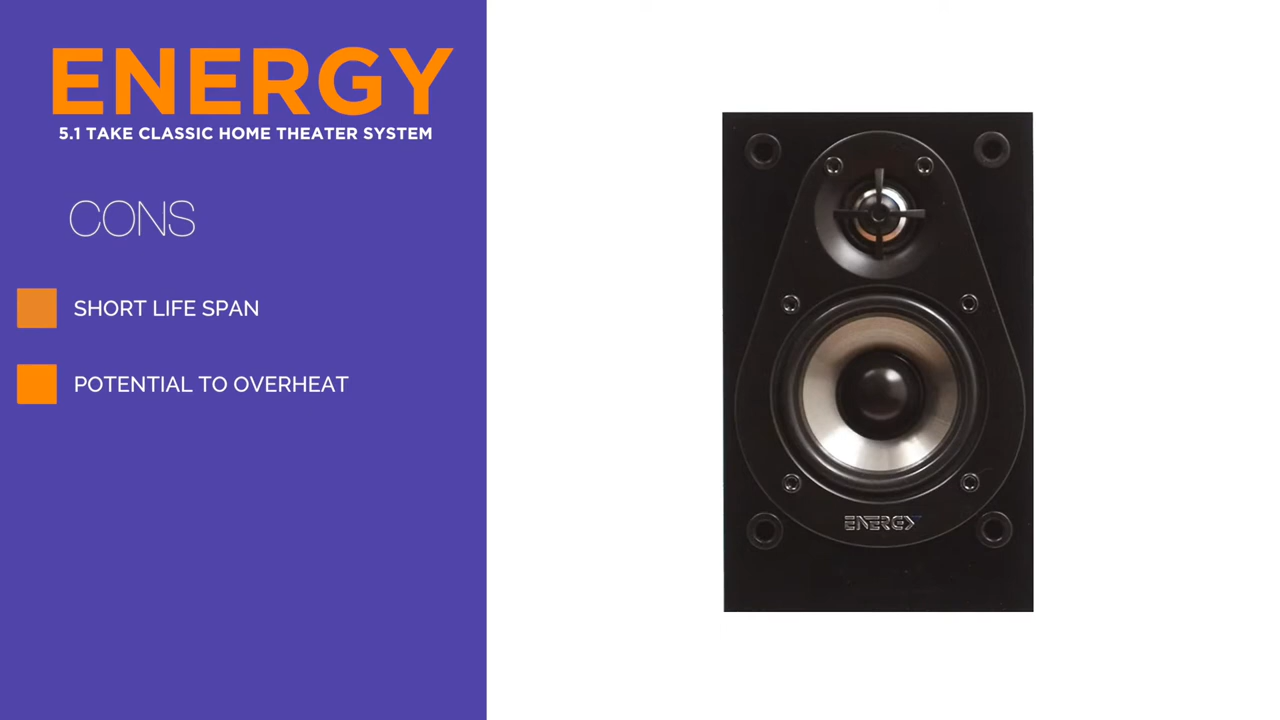 ENERGY
5.1 TAKE CLASSIC HOME THEATER SYSTEM
CONS
SHORT LIFE SPAN
POTENTIAL TO OVERHEAT
ENERGY